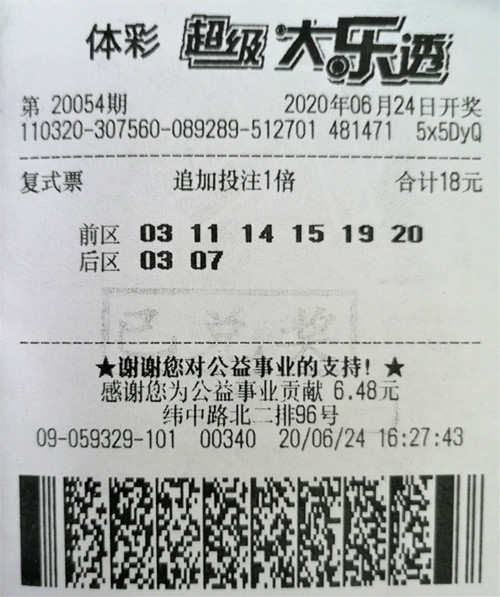 体彩 超级大乐透
第 20054期 2020年06月24日开奖
110320-307560-089289-512701 481471 5x5DyQ
复式票 追加投注1倍 合计18元
前区 03 11 14 15 19 20
后区 03 07
已兑奖
★谢谢您对公益事业的支持！★
感谢您为公益事业贡献 6.48元
纬中路北二排96号
09-059329-101 00340 20/06/24 16:27:43